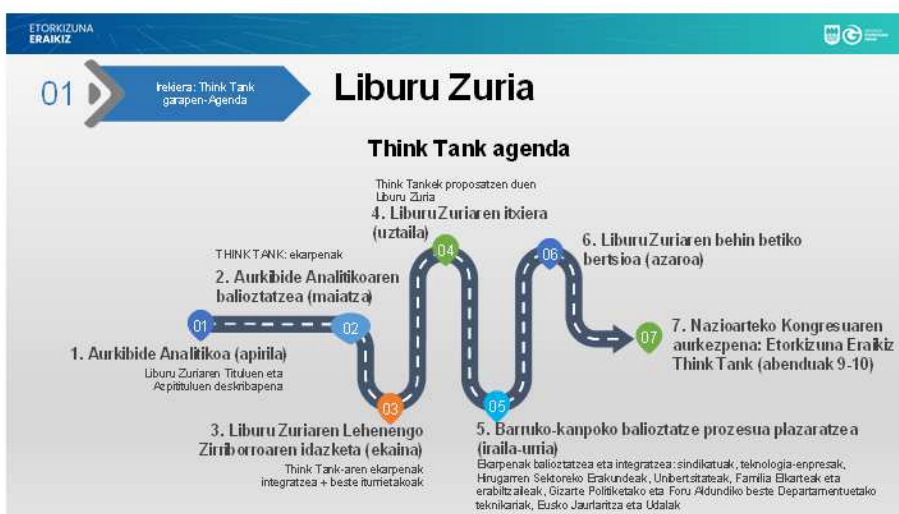 ETORKIZUNA
ERAIKIZ
01
Irekiera: Think Tank
garapen-Agenda
Liburu Zuria
Think Tank agenda
Think Tankek proposatzen duen
Liburu Zuria
4. Liburu Zuriaren itxiera
(uztaila)
THINK TANK: ekarpenak
2. Aurkibide Analitikoaren
balioztatzea (maiatza)
04
06
6. Liburu Zuriaren behin betiko
bertsioa (azaroa)
01
02
07
7. Nazioarteko Kongresuaren
aurkezpena: Etorkizuna Eraikiz
Think Tank (abenduak 9-10)
1. Aurkibide Analitikoa (apirila)
Liburu Zuriaren Tituluen eta
Azpitituluen deskribapena
03
05
3. Liburu Zuriaren Lehenengo
Zirriborroaren idazketa (ekaina)
Think Tank-aren ekarpenak
integratzea + beste iturrietakoak
5. Barruko-kanpoko balioztatze prozesua plazaratzea
(iraila-urria)
Ekarpenak balioztatzea eta integratzea: sindikatuak, teknologia-enpresak,
Hirugarren Sektoreko Erakundeak, Unibertsitateak, Familia Elkarteak eta
erabiltzaileak, Gizarte Politiketako eta Foru Aldundiko beste Departamentuetako
teknikariak, Eusko Jaurlaritza eta Udalak